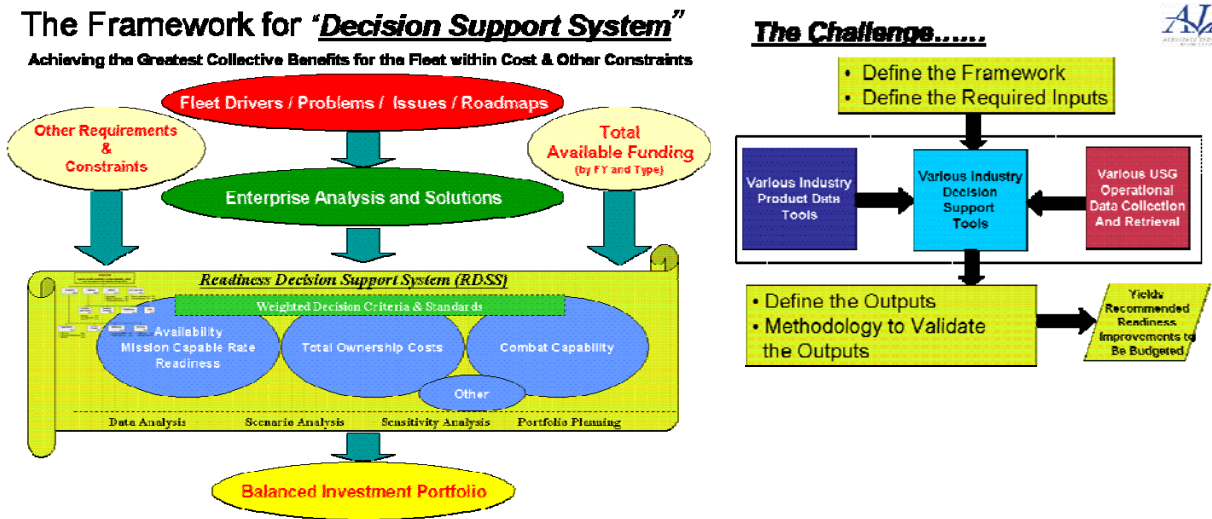 The Framework for "Decision Support System"
Achieving the Greatest Collective Benefits for the Fleet within Cost & Other Constraints
Fleet Drivers / Problems / Issues / Roadmaps
Other Requirements
&
Constraints
Total
Available Funding
(by FY and Type)
Enterprise Analysis and Solutions
Readiness Decision Support System (RDSS)
Weighted Decision Criteria & Standards
Availability
Mission Capable Rate
Readiness
Total Ownership Costs
Combat Capability
Other
Data Analysis Scenario Analysis Sensitivity Analysis Portfolio Planning
Balanced Investment Portfolio
The Challenge......
• Define the Framework
• Define the Required Inputs
Various Industry
Product Data
Tools
Various Industry
Decision
Support
Tools
Various USG
Operational
Data Collection
And Retrieval
• Define the Outputs
• Methodology to Validate
the Outputs
Yields
Recommended
Readiness
Improvements to
Be Budgeted